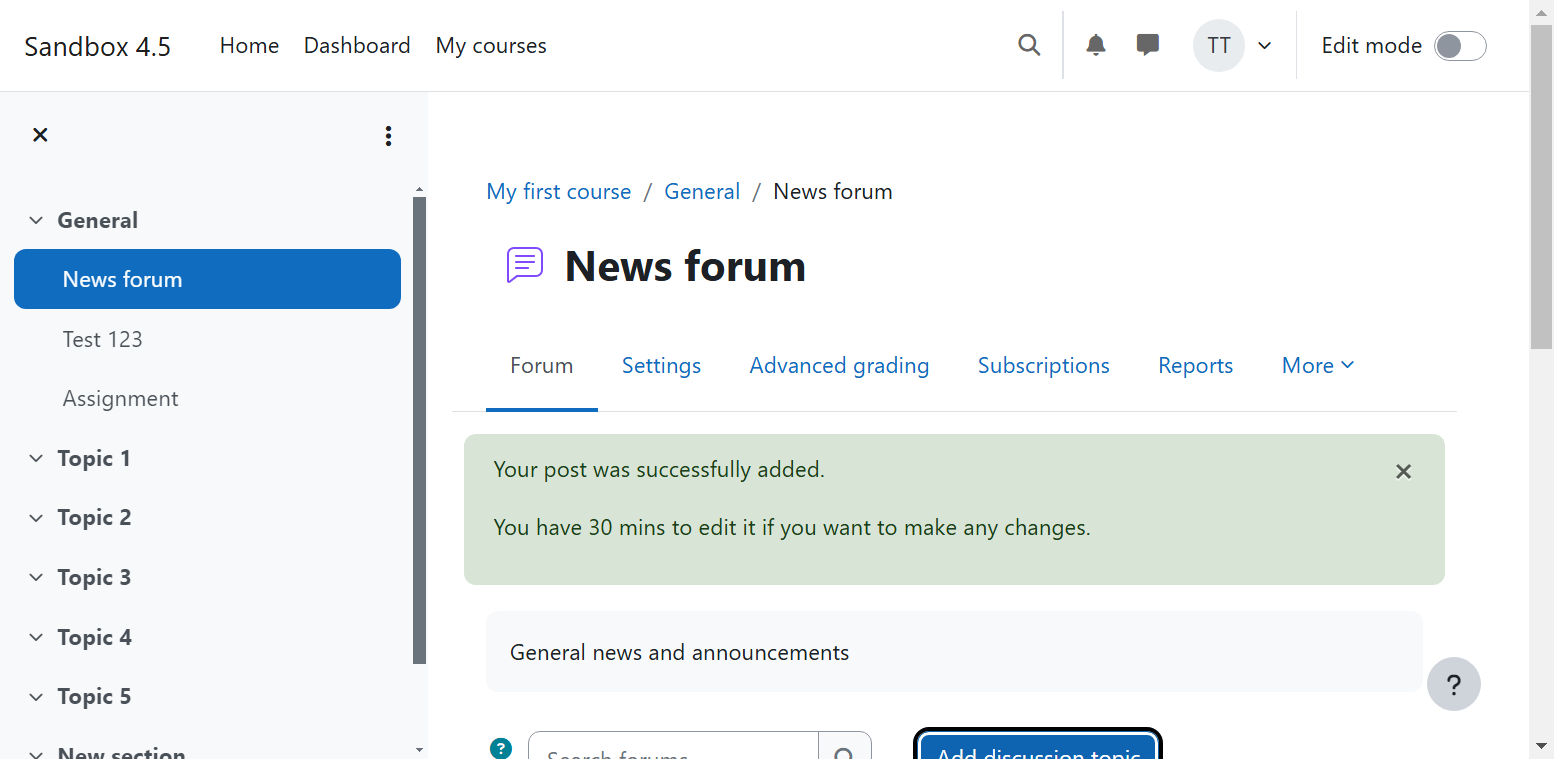 Sandbox 4.5 Home Dashboard My courses TT Edit mode
General
News forum
Test 123
Assignment
Topic 1
Topic 2
Topic 3
Topic 4
Topic 5
New section
My first course / General / News forum
News forum
Forum Settings Advanced grading Subscriptions Reports More
Your post was successfully added.
You have 30 mins to edit it if you want to make any changes.
General news and announcements
?
? Search forums Add discussion topic